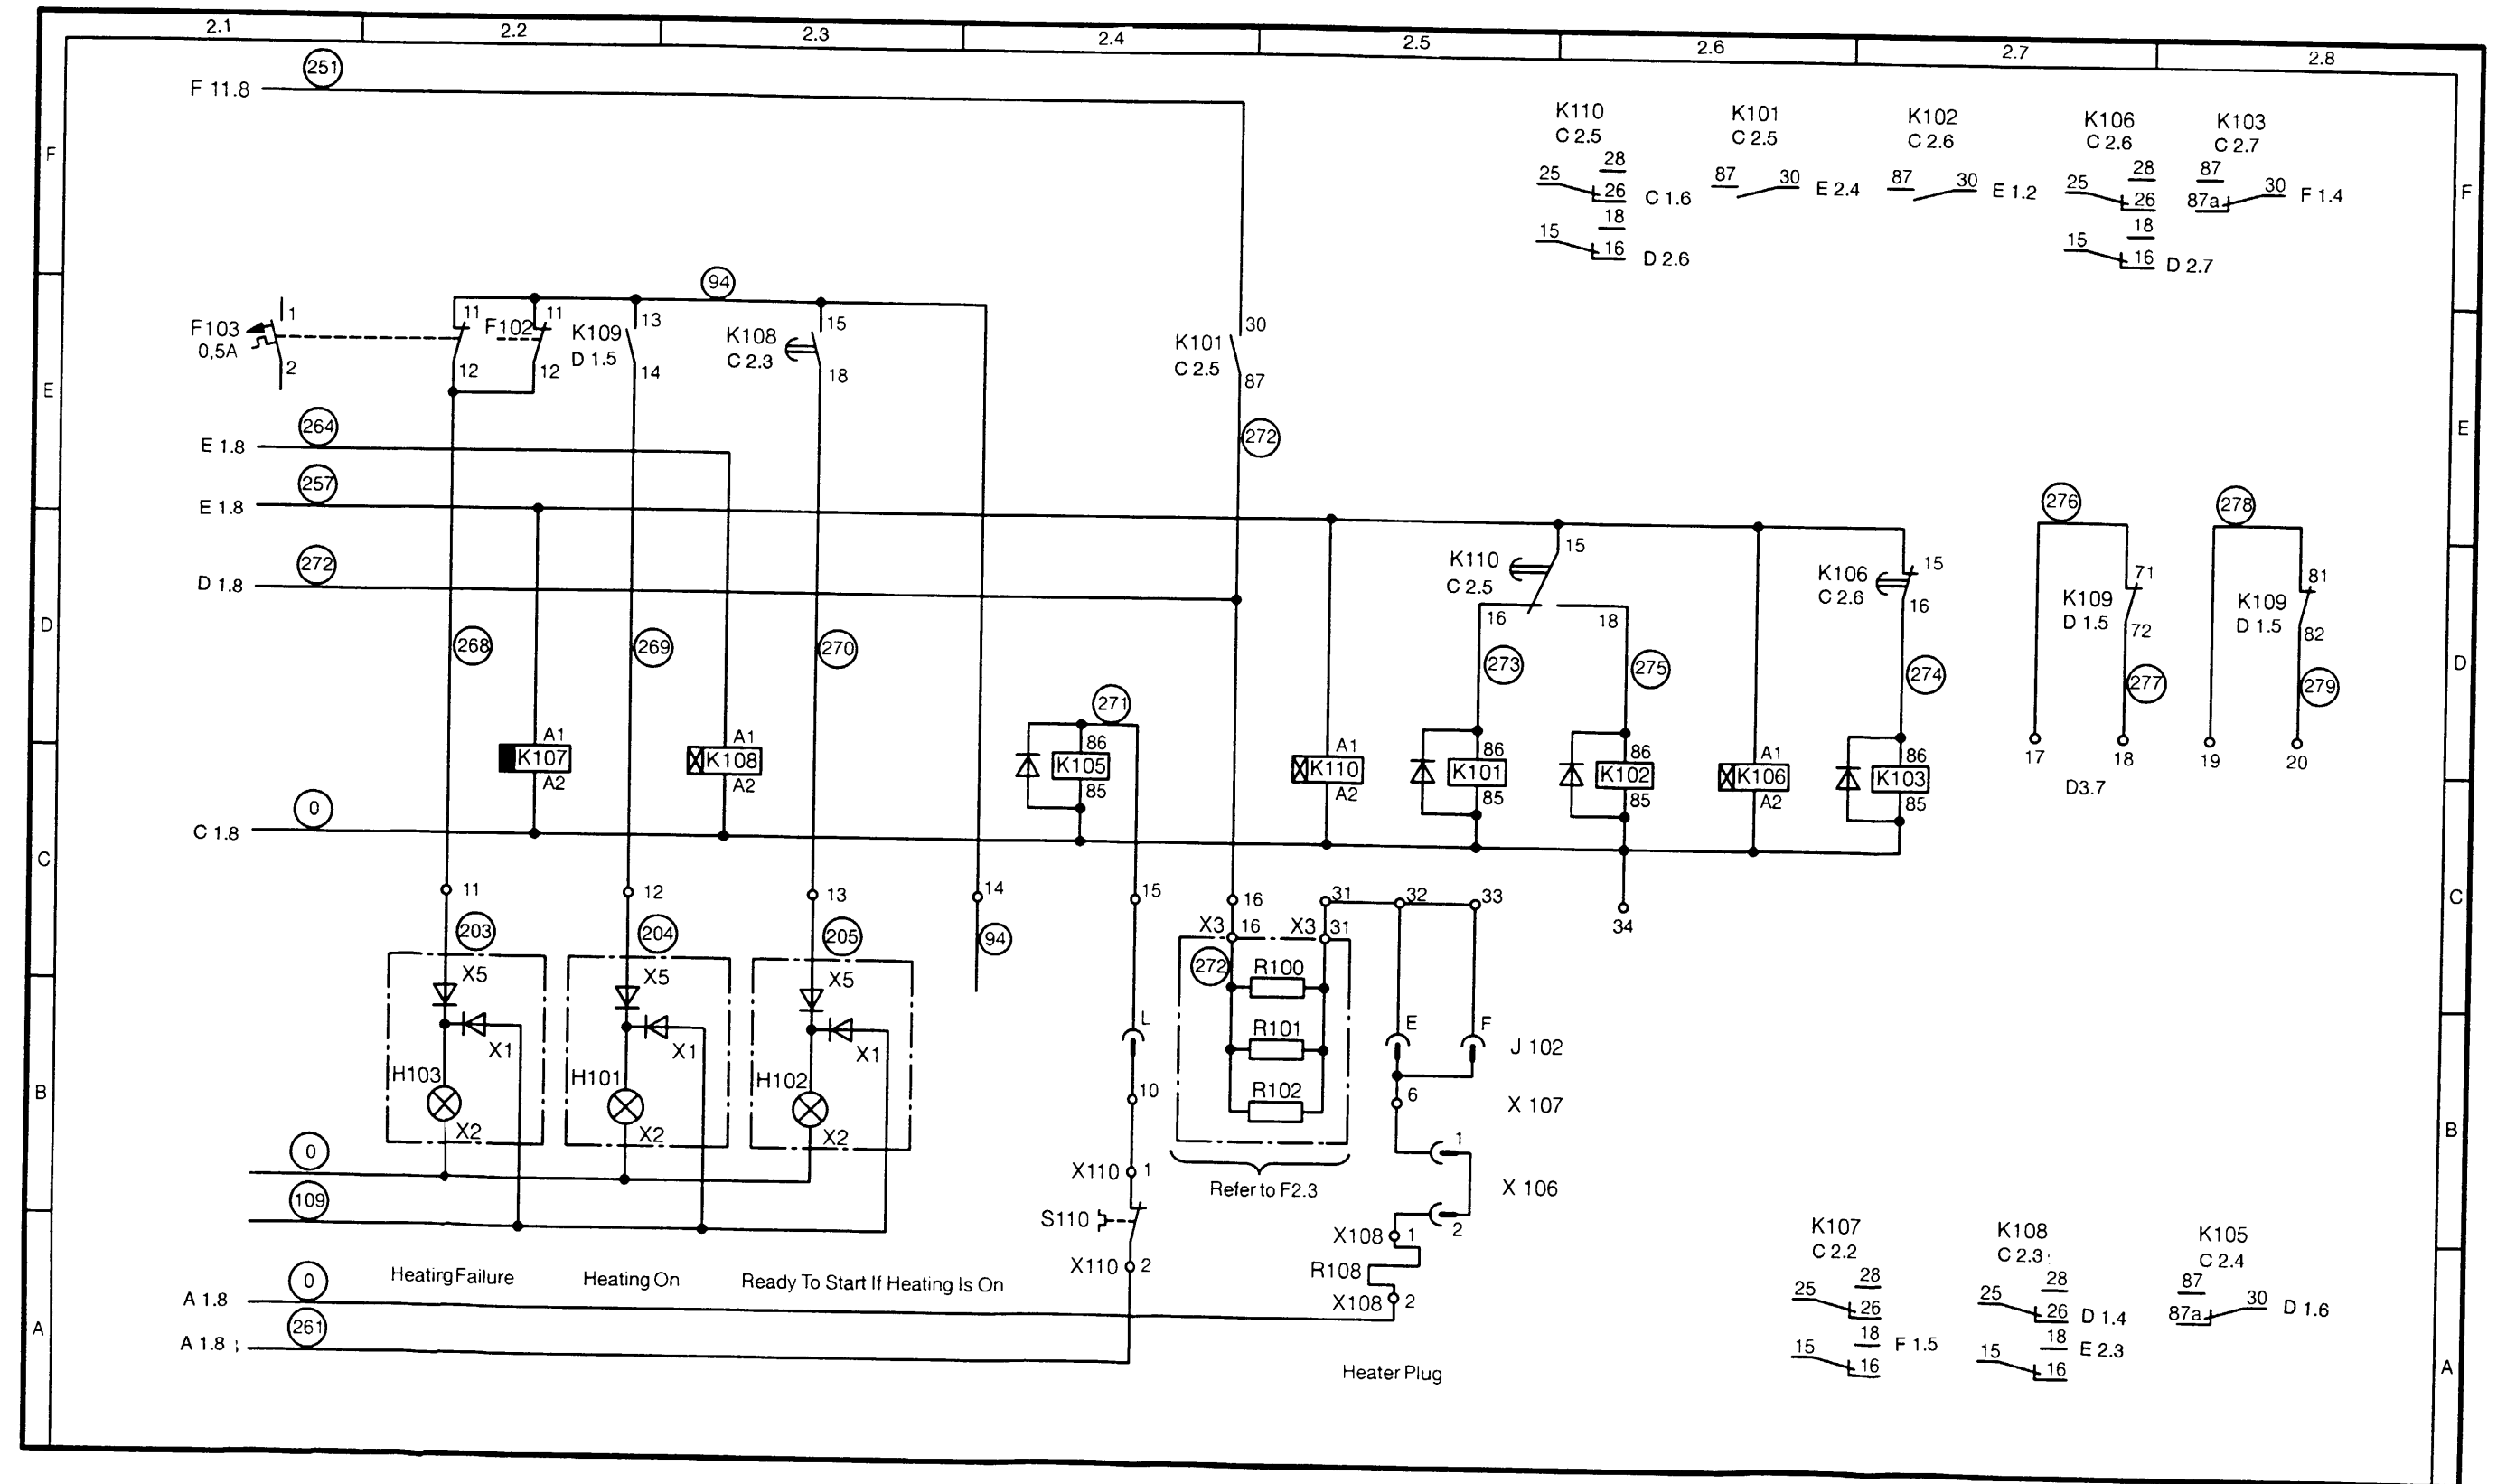 2.1 2.2 2.3 2.4 2.5 2.6 2.7 2.8
F 11.8 251
F F
K110 K101 K102 K106 K103
C 2.5 C 2.5 C 2.6 C 2.6 C 2.7
25 28 26 C 1.6
87 30 E 2.4
87 30 E 1.2
25 28 26
87 87a 30 F 1.4
15 18 16 D 2.6
15 18 16 D 2.7
94
F103 0,5A 1 2
11 12
F102 11 12
K109 D 1.5 13 14
K108 C 2.3 15 18
K101 C 2.5 30 87
E E
E 1.8 264
272
E 1.8 257
D 1.8 272
276 278
K110 C 2.5 15 16 18
K106 C 2.6 15 16
K109 D 1.5 71 72
K109 D 1.5 81 82
D D
268 269 270 271 273 275 274 277 279
A1 K107 A2
A1 K108 A2
86 K105 85
A1 K110 A2
86 K101 85
86 K102 85
A1 K106 A2
86 K103 85
17 18 19 20
D3.7
C 1.8 0
C C
11 12 13 14 15 16 31 32 33
34
203 204 205 94
X3 16 X3 31
272
X5 X5 X5
R100
R101
R102
X1 X1 X1
H103 H101 H102
X2 X2 X2
L
E F J 102
10
6 X 107
B B
0
109
X110 1
Refer to F2.3
1
X 106
2
S110
X108 1
R108
X108 2
X110 2
Heating Failure
Heating On
Ready To Start If Heating Is On
A 1.8 0
A 1.8 261
Heater Plug
K107 K108 K105
C 2.2 C 2.3 C 2.4
25 28 26
25 28 26 D 1.4
87 87a 30 D 1.6
15 18 16 F 1.5
15 18 16 E 2.3
A A